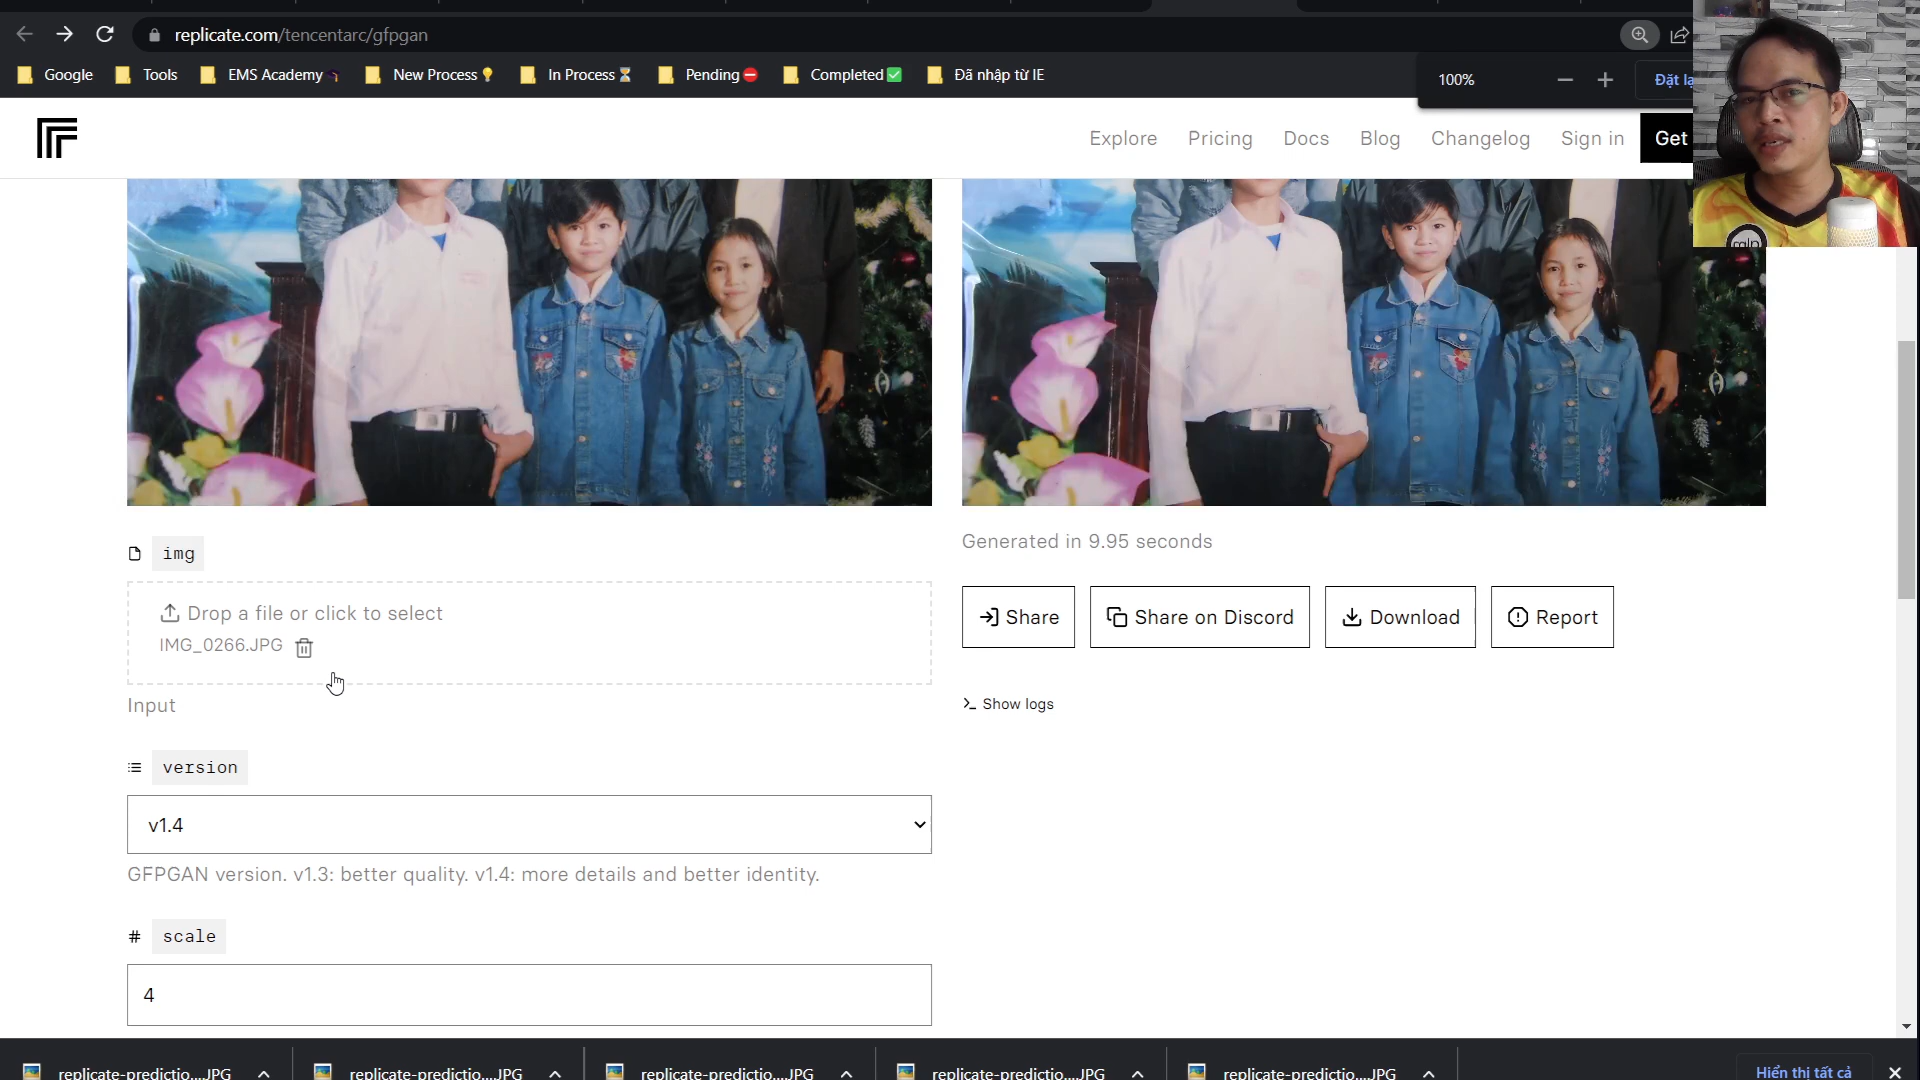 replicate.com/tencentarc/gfpgan
Google Tools EMS Academy New Process In Process Pending Completed Đã nhập từ IE
100%
Explore Pricing Docs Blog Changelog Sign in Get
img
Drop a file or click to select
IMG_0266.JPG
Input
version
v1.4
GFPGAN version. v1.3: better quality. v1.4: more details and better identity.
# scale
4
Generated in 9.95 seconds
Share Share on Discord Download Report
Show logs
replicate-predictio....JPG replicate-predictio....JPG replicate-predictio....JPG replicate-predictio....JPG replicate-predictio....JPG Hiển thị tất cả